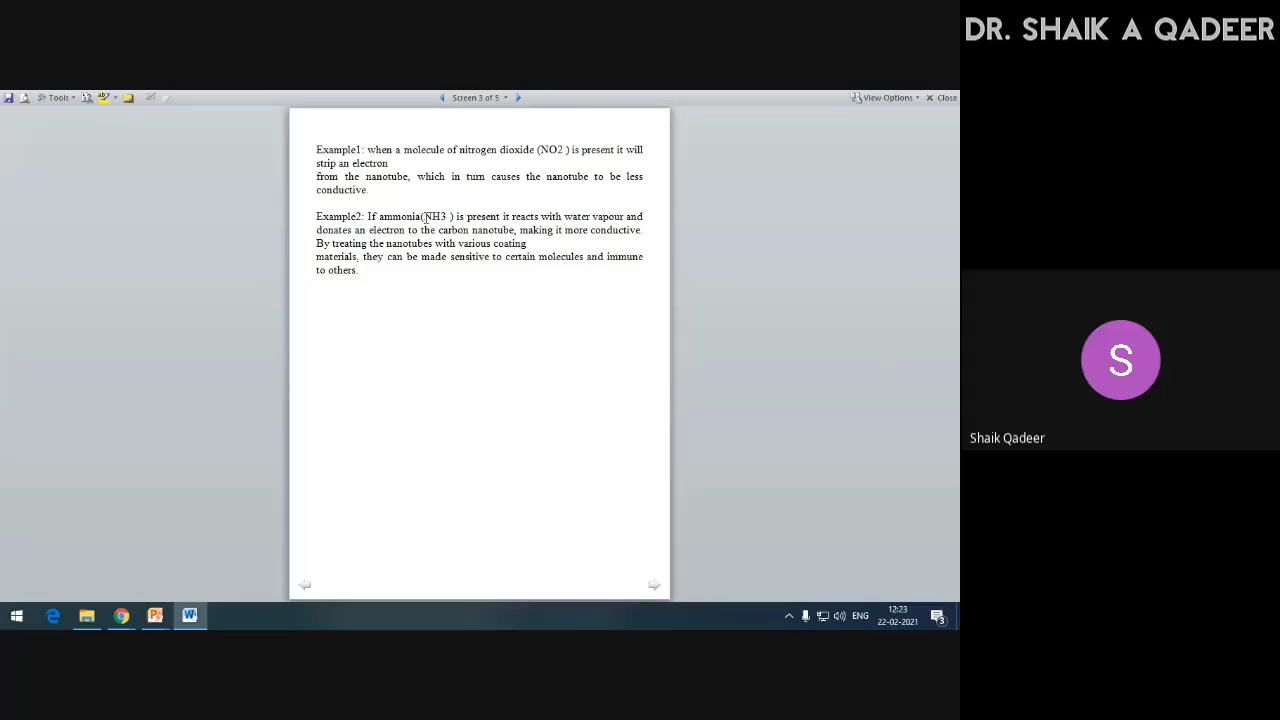 DR. SHAIK A QADEER
Tools
Screen 3 of 5
View Options
Close
Example1: when a molecule of nitrogen dioxide (NO2 ) is present it will
strip an electron
from the nanotube, which in turn causes the nanotube to be less
conductive.
Example2: If ammonia(NH3 ) is present it reacts with water vapour and
donates an electron to the carbon nanotube, making it more conductive.
By treating the nanotubes with various coating
materials, they can be made sensitive to certain molecules and immune
to others.
S
Shaik Qadeer
ENG
12:23
22-02-2021
3